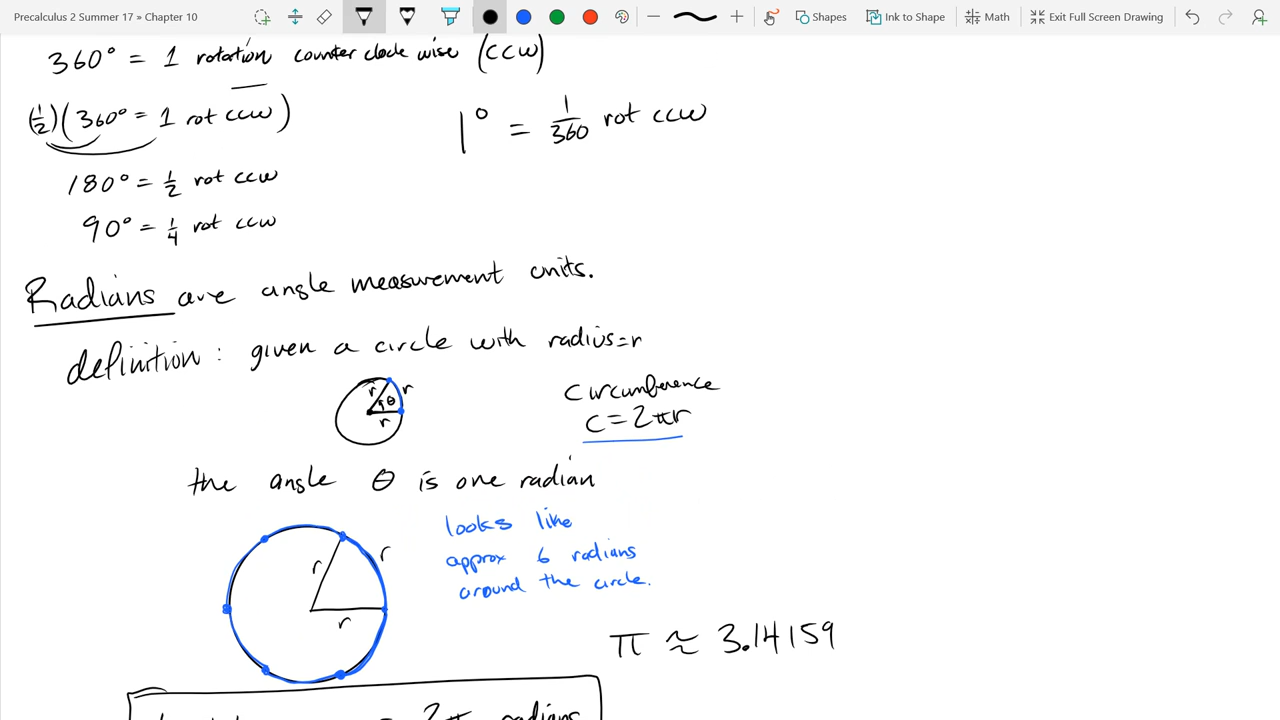 Precalculus 2 Summer 17 » Chapter 10
Shapes
Ink to Shape
Math
Exit Full Screen Drawing
360° = 1 rotation counter clock wise (ccw)
(1/2)(360° = 1 rot ccw)
1° = 1/360 rot ccw
180° = 1/2 rot ccw
90° = 1/4 rot ccw
Radians are angle measurement units.
definition: given a circle with radius=r
r r
θ
r
circumference
c = 2πr
the angle θ is one radian
looks like
approx 6 radians
around the circle.
r r
r
π ≈ 3.14159
2π radians